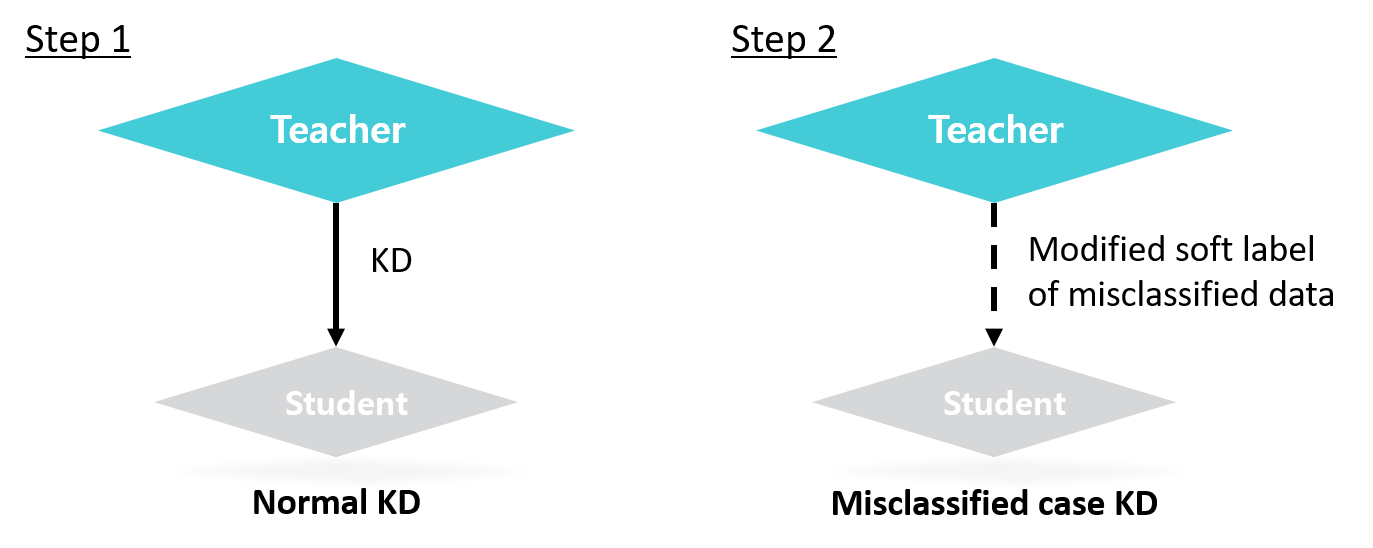 Step 1
Teacher
KD
Student
Normal KD
Step 2
Teacher
Modified soft label
of misclassified data
Student
Misclassified case KD